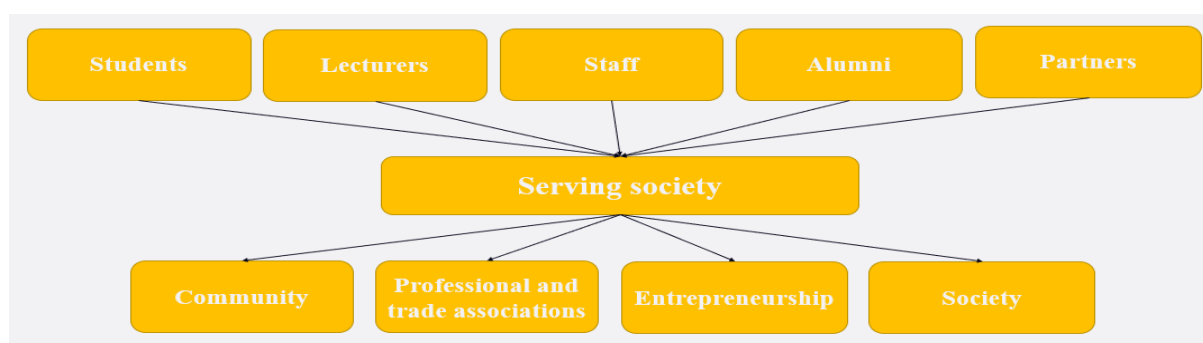 Students
Lecturers
Staff
Alumni
Partners
Serving society
Community
Professional and
trade associations
Entrepreneurship
Society